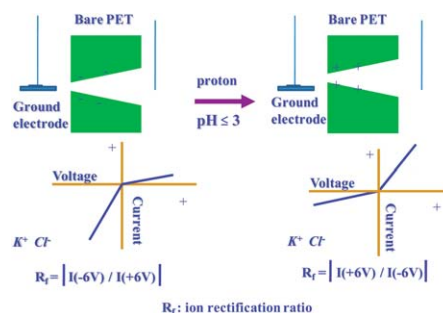 Bare PET
Bare PET
proton
pH ≤ 3
Ground
electrode
Ground
electrode
+
Voltage
+
Current
K⁺ Cl⁻
R_f = | I(-6V) / I(+6V) |
+
Voltage
+
Current
K⁺ Cl⁻
R_f = | I(+6V) / I(-6V) |
R_f: ion rectification ratio